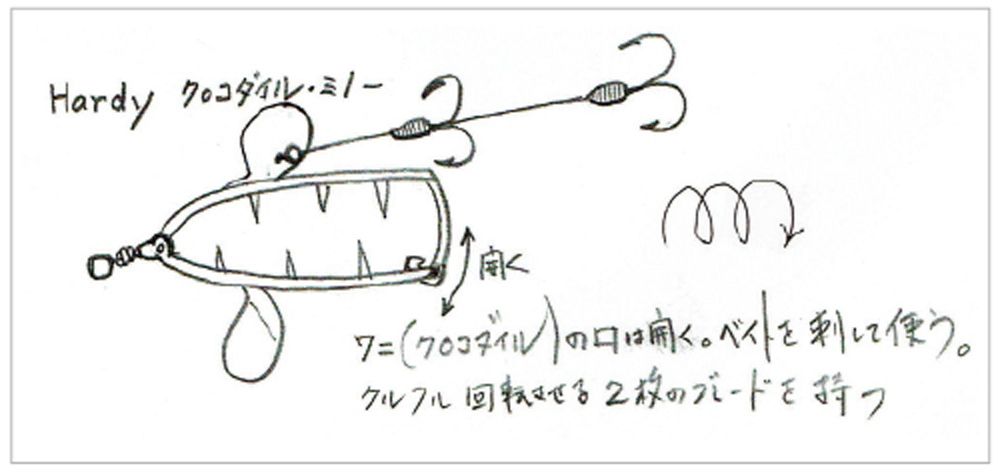 Hardy クロコダイル・ミノー
開く
ワニ(クロコダイル)の口は開く。ベイトを刺して使う。
クルクル回転させる2枚のブレードを持つ